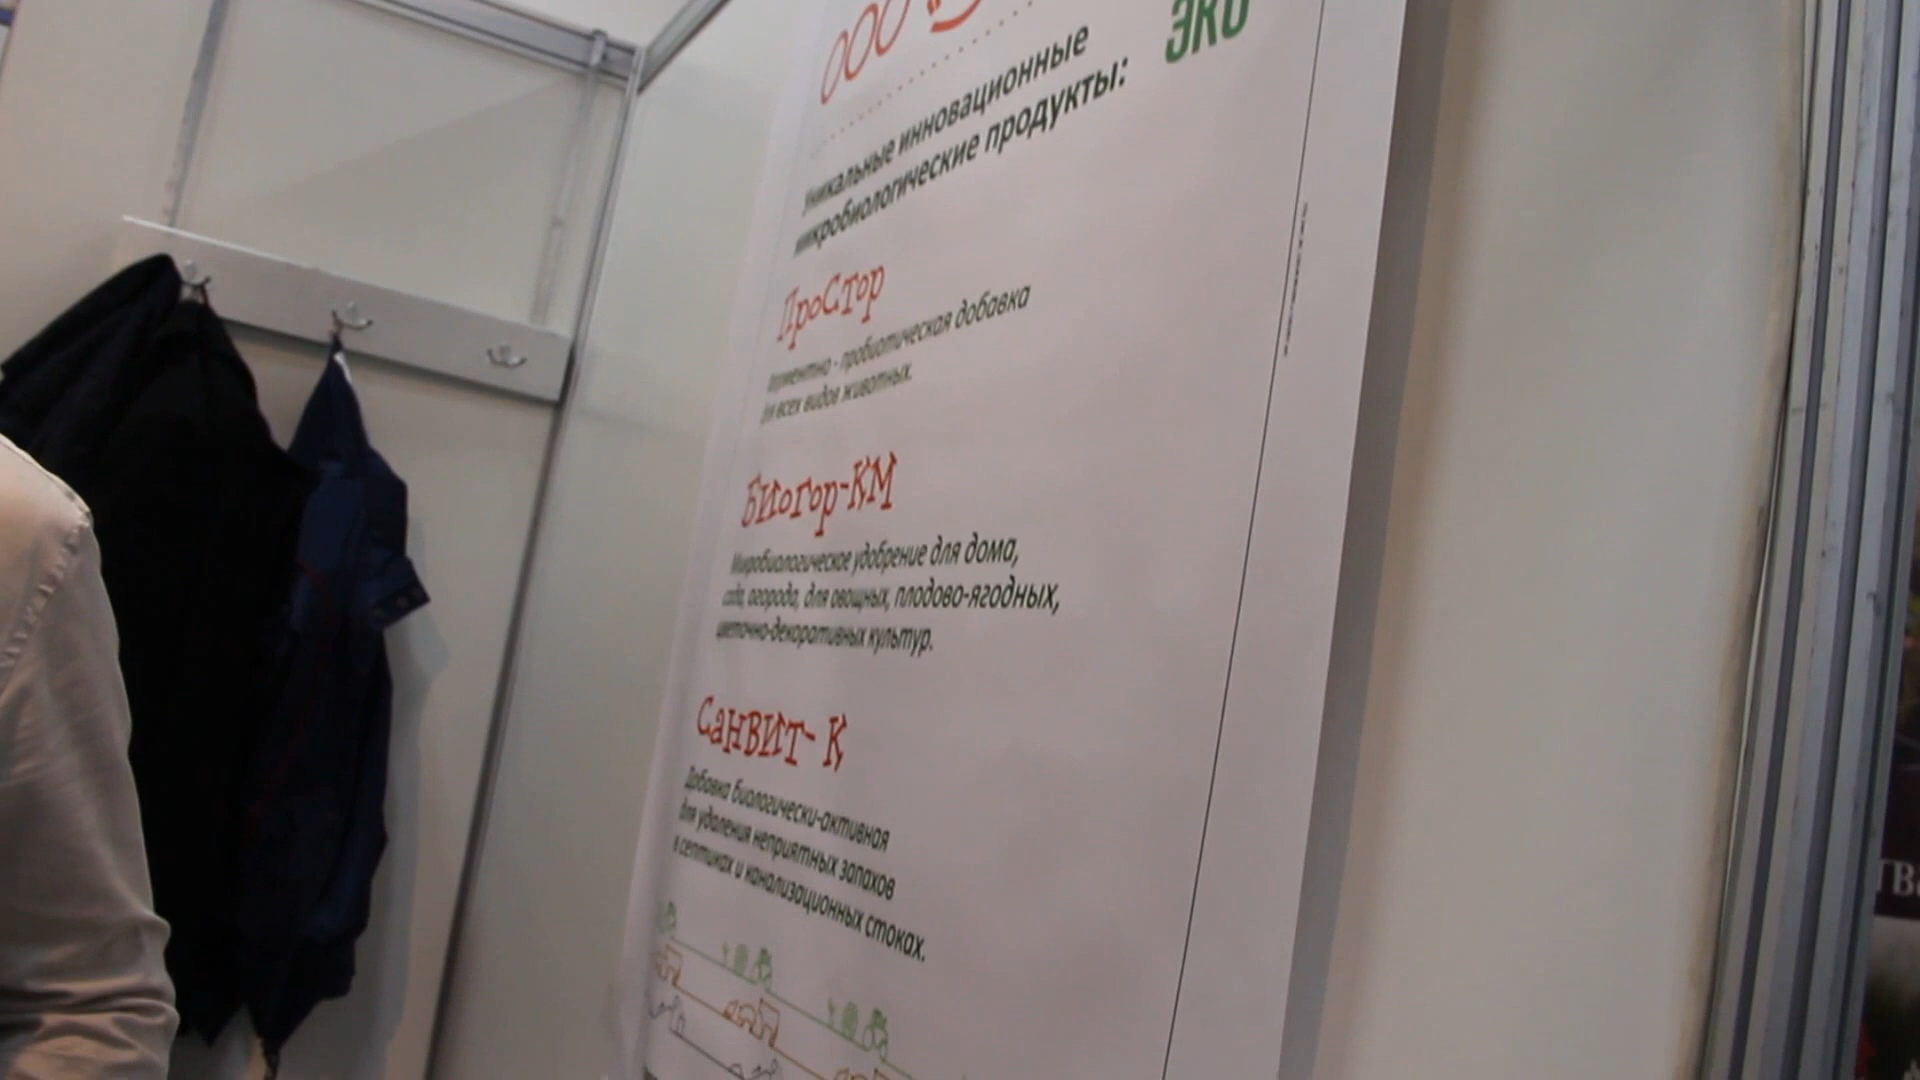 ООО
ЭКО
Уникальные инновационные
микробиологические продукты:
ПроСтор
- пробиотическая добавка
для всех видов животных.
Биогор-КМ
Микробиологическое удобрение для дома,
сада, огорода, для овощных, плодово-ягодных,
цветочно-декоративных культур.
Санвит-К
Добавка биологически-активная
для удаления неприятных запахов
в септиках и канализационных стоках.